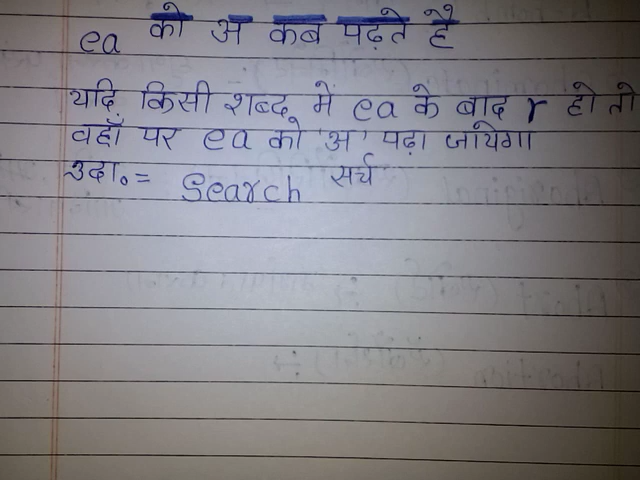 ea को अ कब पढ़ते है
यदि किसी शब्द में ea के बाद r हो तो
वहाँ पर ea को 'अ' पढ़ा जायेगा
उदा.= Search सर्च